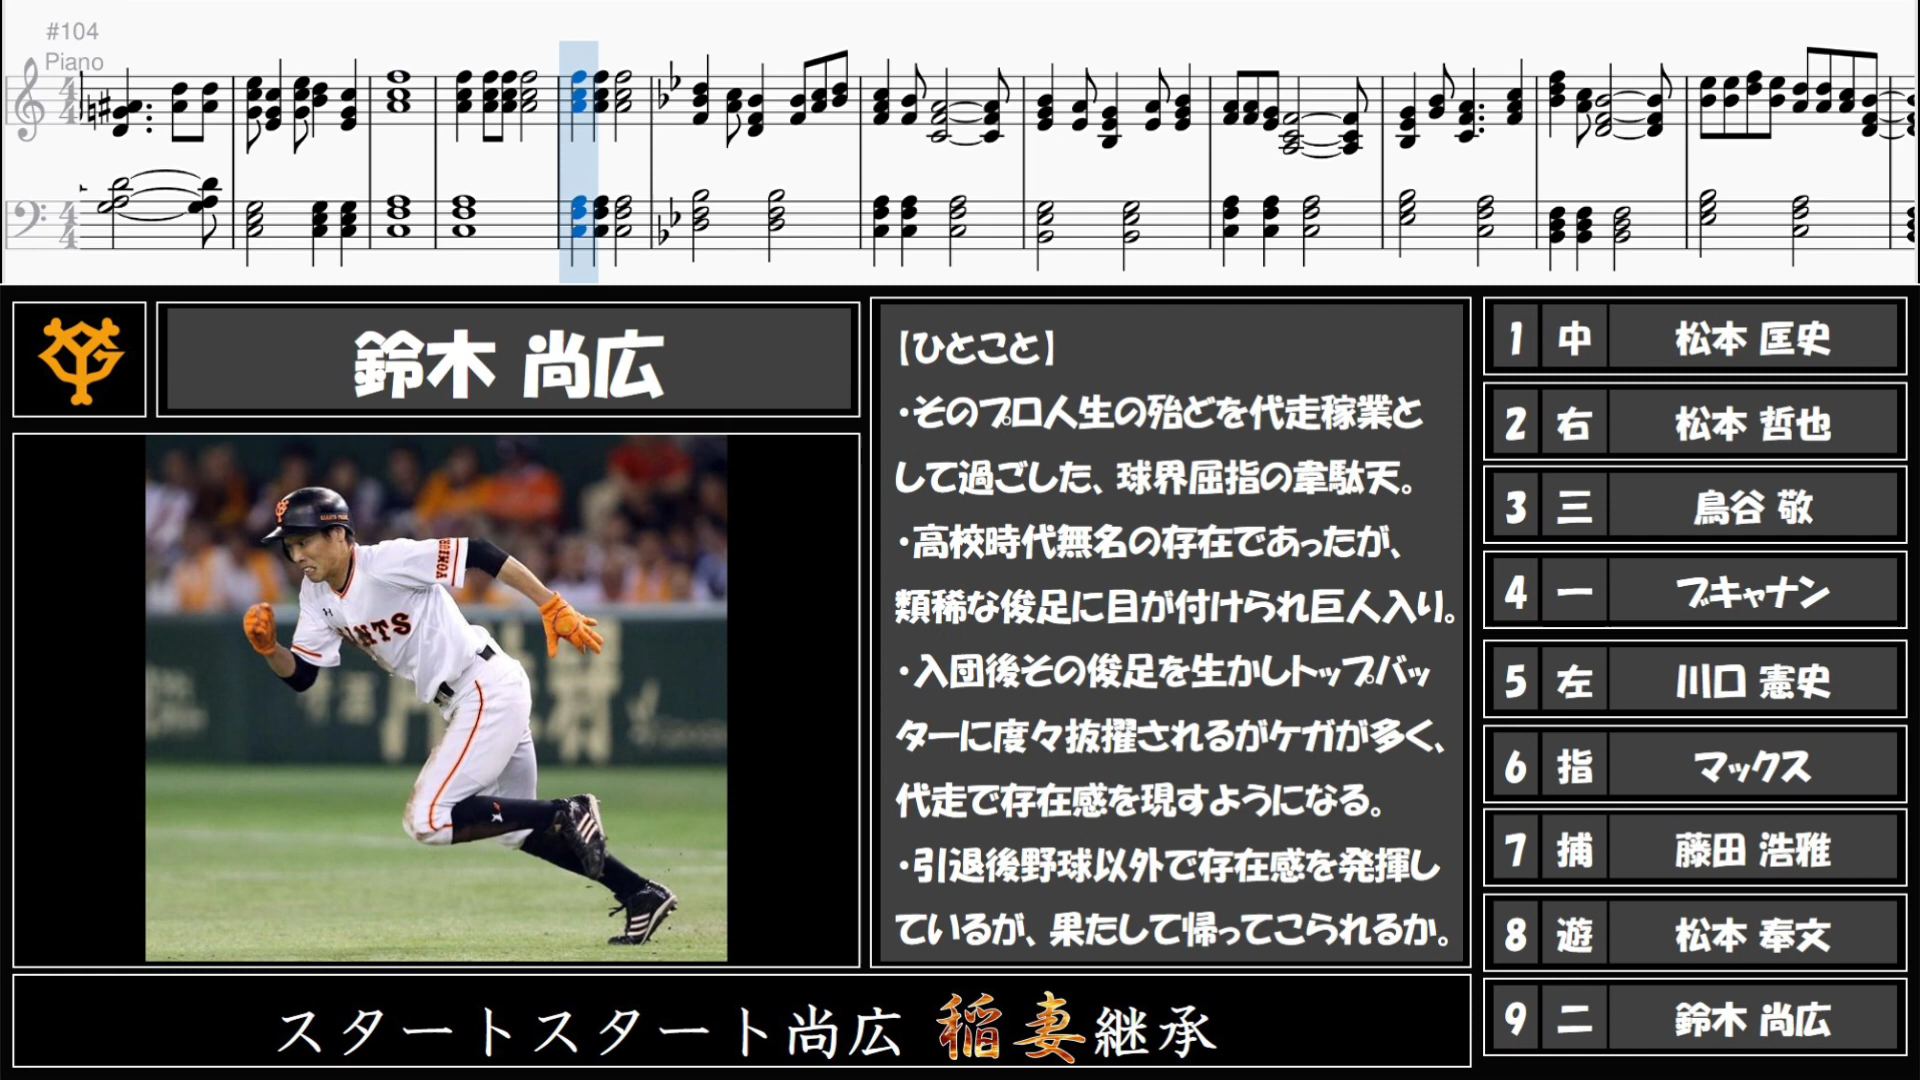 #104
Piano
鈴木 尚広
【ひとこと】
・そのプロ人生の殆どを代走稼業と
して過ごした、球界屈指の韋駄天。
・高校時代無名の存在であったが、
類稀な俊足に目が付けられ巨人入り。
・入団後その俊足を生かしトップバッ
ターに度々抜擢されるがケガが多く、
代走で存在感を現すようになる。
・引退後野球以外で存在感を発揮し
ているが、果たして帰ってこられるか。
1 中 松本 匡史
2 右 松本 哲也
3 三 鳥谷 敬
4 一 ブキャナン
5 左 川口 憲史
6 指 マックス
7 捕 藤田 浩雅
8 遊 松本 奉文
9 二 鈴木 尚広
スタートスタート尚広 稲妻継承